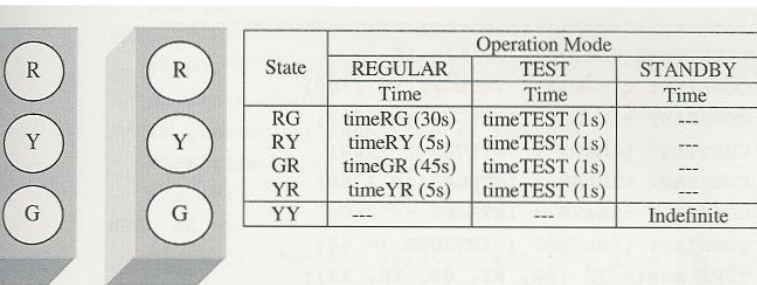 R R
Y Y
G G
Operation Mode
State REGULAR TEST STANDBY
Time Time Time
RG timeRG (30s) timeTEST (1s) ---
RY timeRY (5s) timeTEST (1s) ---
GR timeGR (45s) timeTEST (1s) ---
YR timeYR (5s) timeTEST (1s) ---
YY --- --- Indefinite